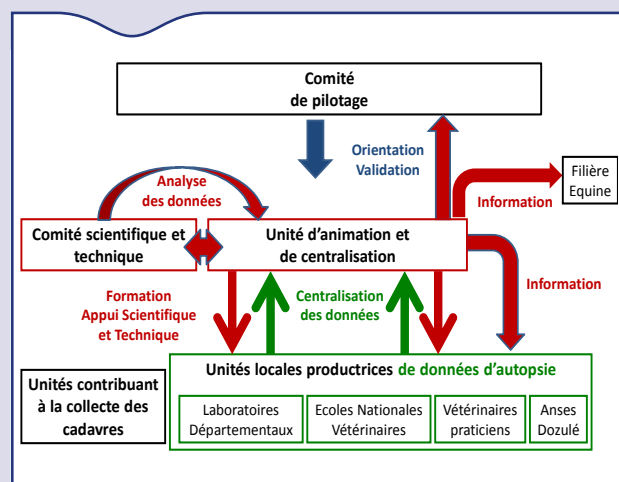 Comité
de pilotage
Orientation
Validation
Filière
Equine
Analyse
des données
Information
Comité scientifique et
technique
Unité d'animation et
de centralisation
Formation
Appui Scientifique
et Technique
Centralisation
des données
Information
Unités locales productrices de données d'autopsie
Unités contribuant
à la collecte des
cadavres
Laboratoires
Départementaux
Ecoles Nationales
Vétérinaires
Vétérinaires
praticiens
Anses
Dozulé